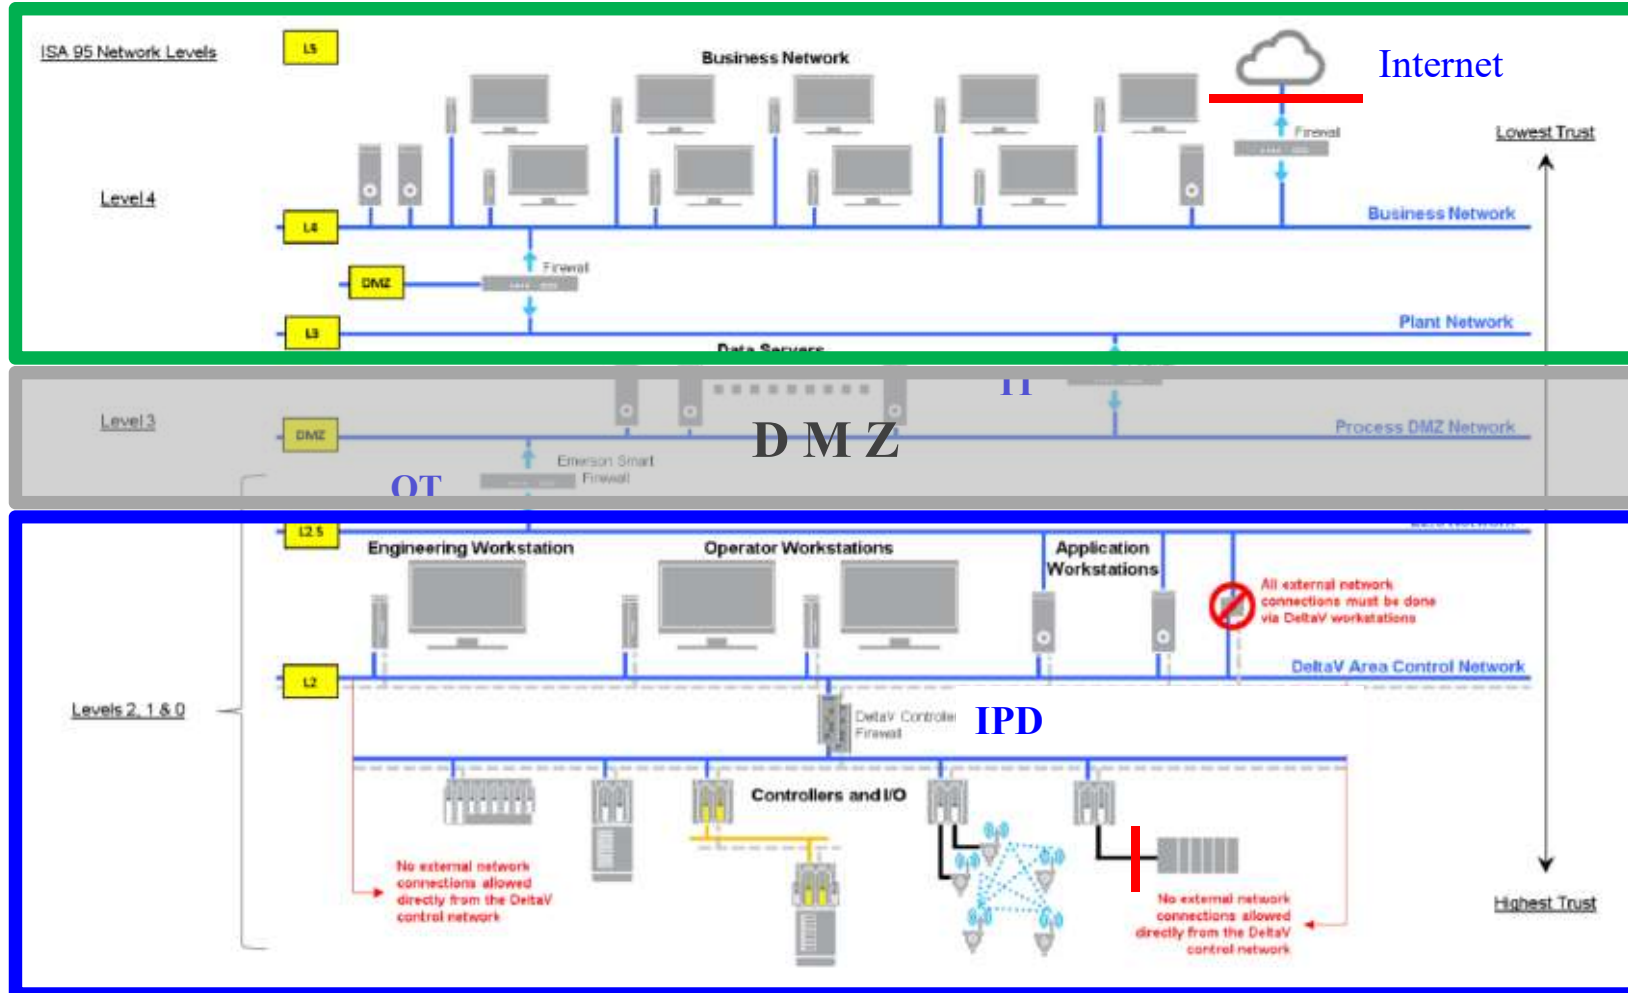 ISA 95 Network Levels
L5
Business Network
Internet
Firewall
Lowest Trust
Level 4
L4
Business Network
Firewall
DMZ
L3
Plant Network
Data Servers
IT
Level 3
DMZ
D M Z
Process DMZ Network
Emerson Smart
Firewall
OT
L2.5
L2.5 Network
Engineering Workstation
Operator Workstations
Application
Workstations
All external network
connections must be done
via DeltaV workstations
L2
DeltaV Area Control Network
Levels 2, 1 & 0
DeltaV Controller
Firewall
IPD
Controllers and I/O
No external network
connections allowed
directly from the DeltaV
control network
No external network
connections allowed
directly from the DeltaV
control network
Highest Trust